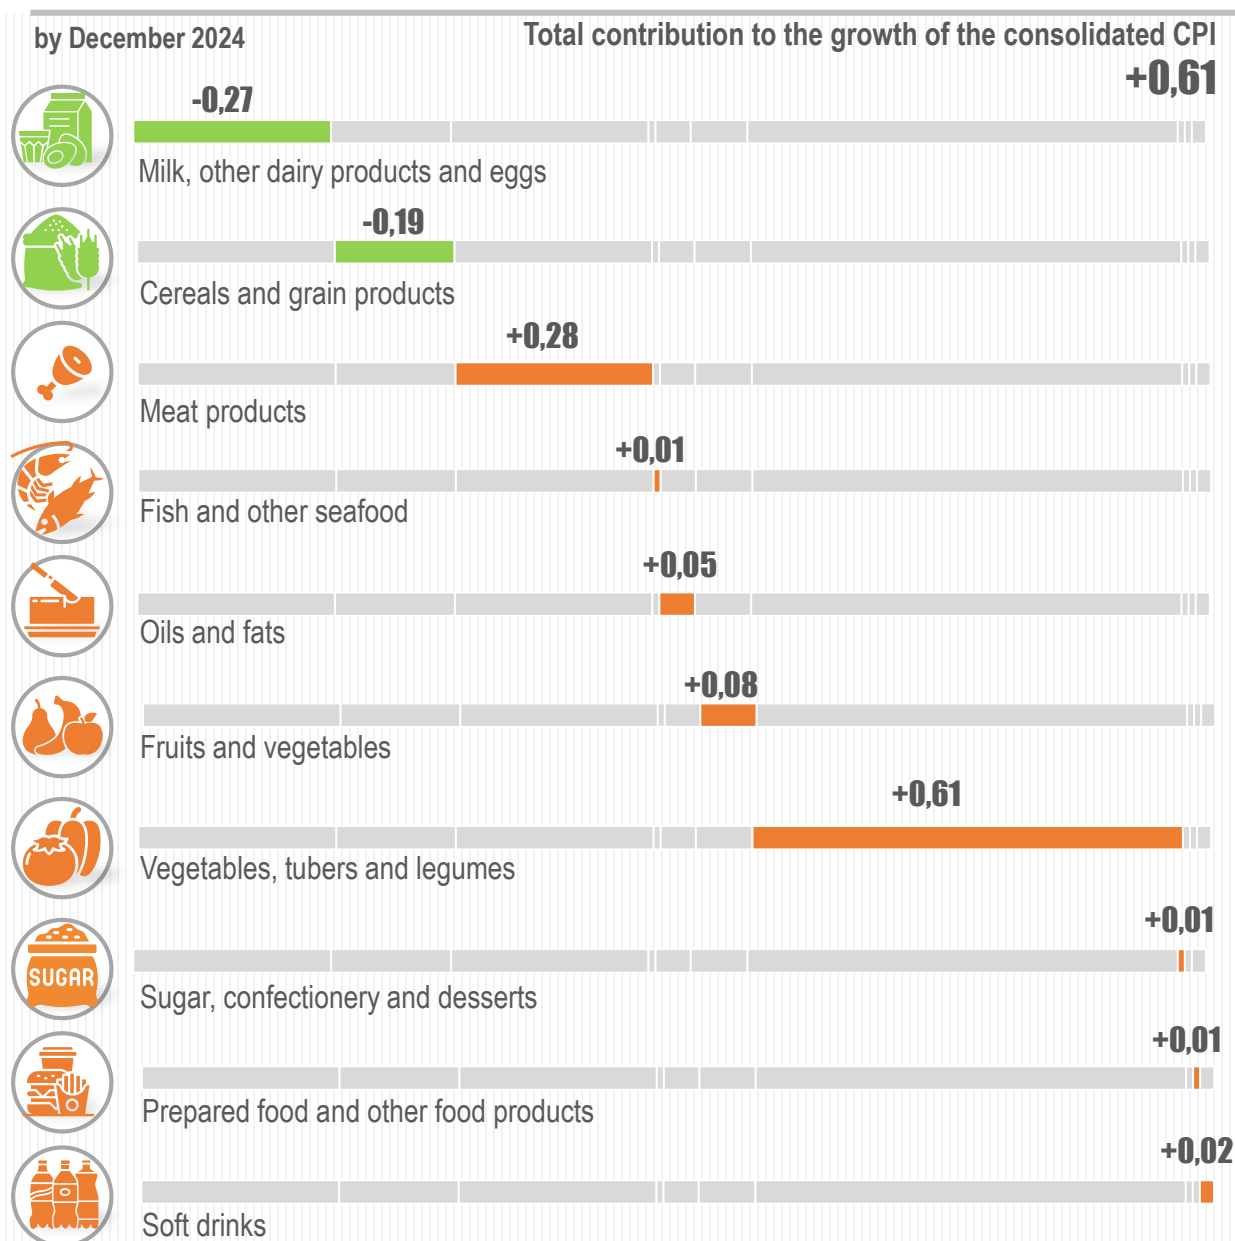 by December 2024
Total contribution to the growth of the consolidated CPI
+0,61
-0,27
Milk, other dairy products and eggs
-0,19
Cereals and grain products
+0,28
Meat products
+0,01
Fish and other seafood
+0,05
Oils and fats
+0,08
Fruits and vegetables
+0,61
Vegetables, tubers and legumes
+0,01
SUGAR
Sugar, confectionery and desserts
+0,01
Prepared food and other food products
+0,02
Soft drinks